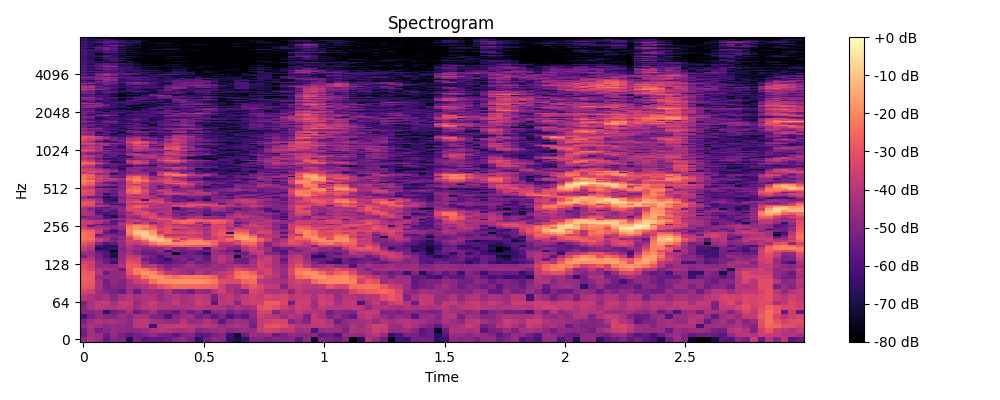 Spectrogram
Hz
4096
2048
1024
512
256
128
64
0
0
0.5
1
1.5
2
2.5
Time
+0 dB
-10 dB
-20 dB
-30 dB
-40 dB
-50 dB
-60 dB
-70 dB
-80 dB